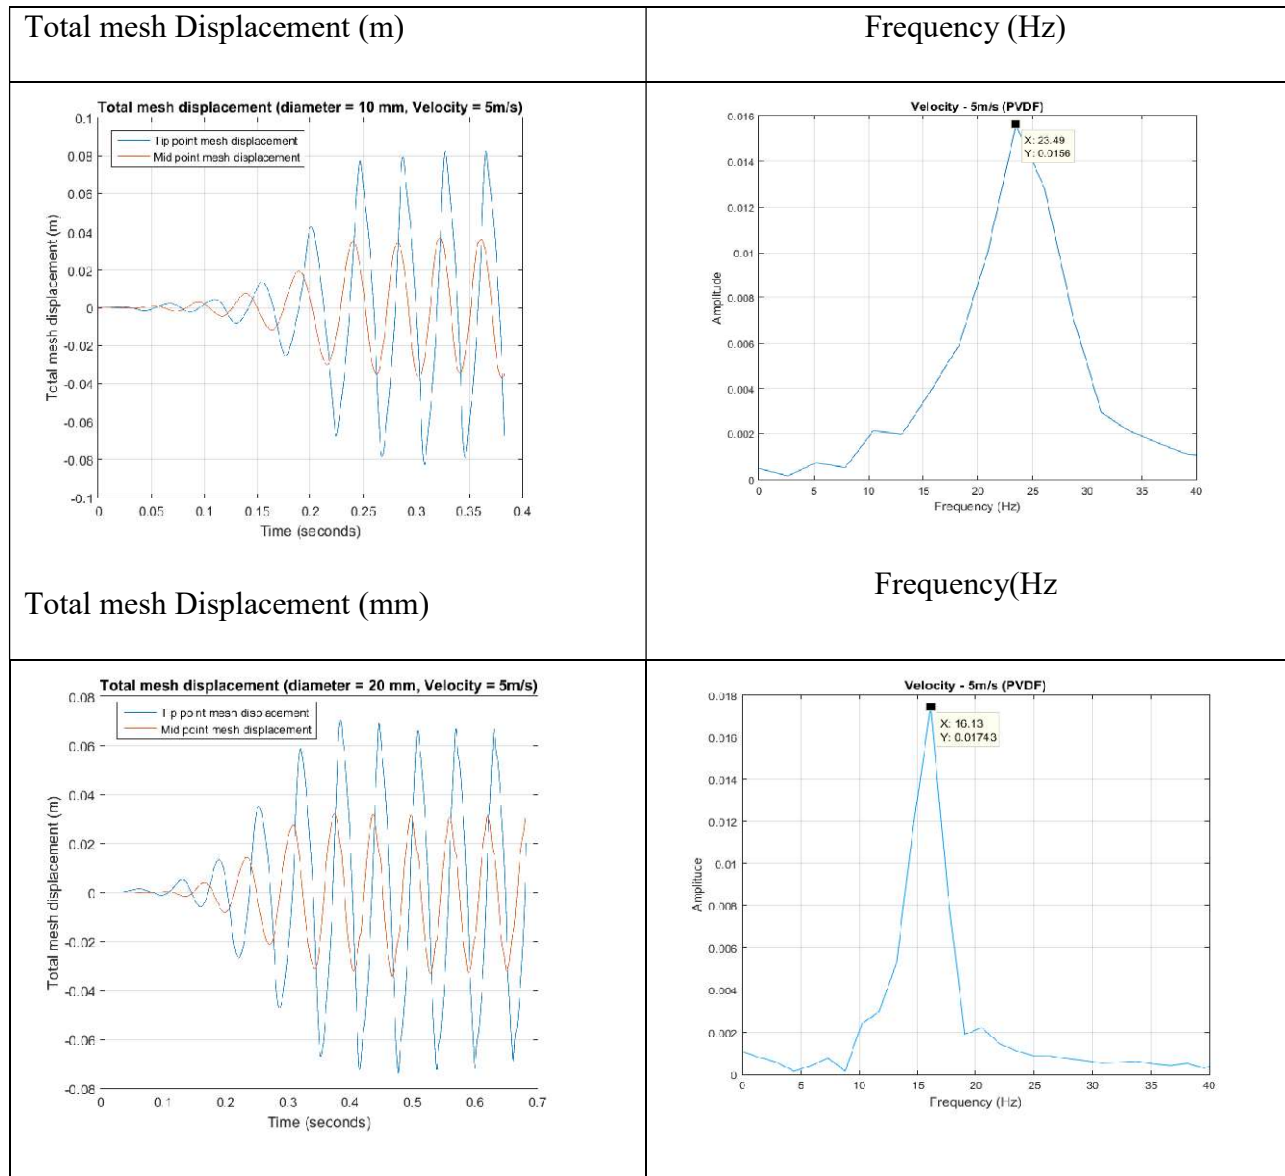 Total mesh Displacement (m)
Frequency (Hz)
Total mesh displacement (diameter = 10 mm, Velocity = 5m/s)
Tip point mesh displacement
Mid point mesh displacement
Total mesh displacement (m)
0.1
0.08
0.06
0.04
0.02
0
-0.02
-0.04
-0.06
-0.08
-0.1
0 0.05 0.1 0.15 0.2 0.25 0.3 0.35 0.4
Time (seconds)
Velocity - 5m/s (PVDF)
X: 23.49
Y: 0.0156
Amplitude
0.016
0.014
0.012
0.01
0.008
0.006
0.004
0.002
0
0 5 10 15 20 25 30 35 40
Frequency (Hz)
Total mesh Displacement (mm)
Frequency(Hz
Total mesh displacement (diameter = 20 mm, Velocity = 5m/s)
Tip point mesh displacement
Mid point mesh displacement
Total mesh displacement (m)
0.08
0.06
0.04
0.02
0
-0.02
-0.04
-0.06
-0.08
0 0.1 0.2 0.3 0.4 0.5 0.6 0.7
Time (seconds)
Velocity - 5m/s (PVDF)
X: 16.13
Y: 0.01743
Amplitude
0.018
0.016
0.014
0.012
0.01
0.008
0.006
0.004
0.002
0
0 5 10 15 20 25 30 35 40
Frequency (Hz)